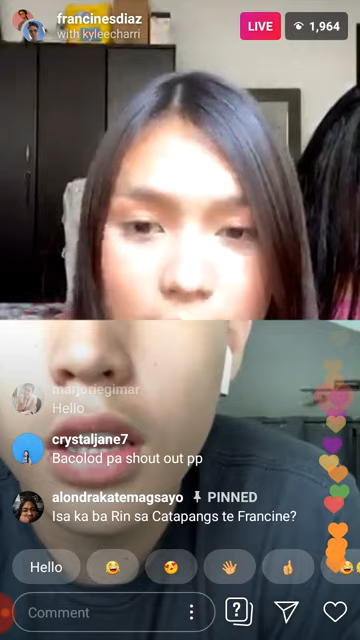 francinesdiaz
LIVE
1,964
with kyleecharri
marjoriegimar
Hello
crystaljane7
Bacolod pa shout out pp
alondrakatemagsayo PINNED
Isa ka ba Rin sa Catapangs te Francine?
Hello
Comment
?